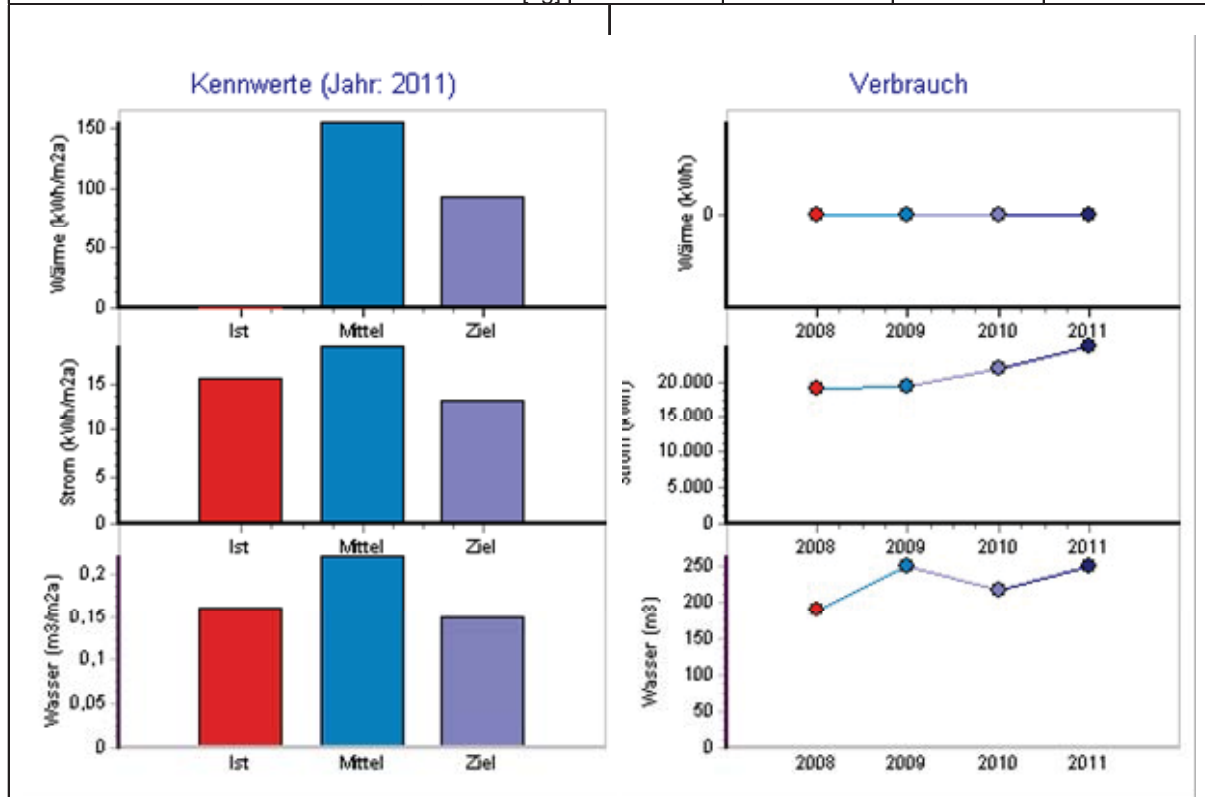 Kennwerte (Jahr: 2011)
Wärme (kWh/m2a)
150
100
50
0
Ist Mittel Ziel
Strom (kWh/m2a)
15
10
5
0
Ist Mittel Ziel
Wasser (m3/m2a)
0,2
0,15
0,1
0,05
0
Ist Mittel Ziel
Verbrauch
Wärme (kWh)
0
2008 2009 2010 2011
Strom (kWh)
20.000
15.000
10.000
5.000
0
2008 2009 2010 2011
Wasser (m3)
250
200
150
100
50
0
2008 2009 2010 2011